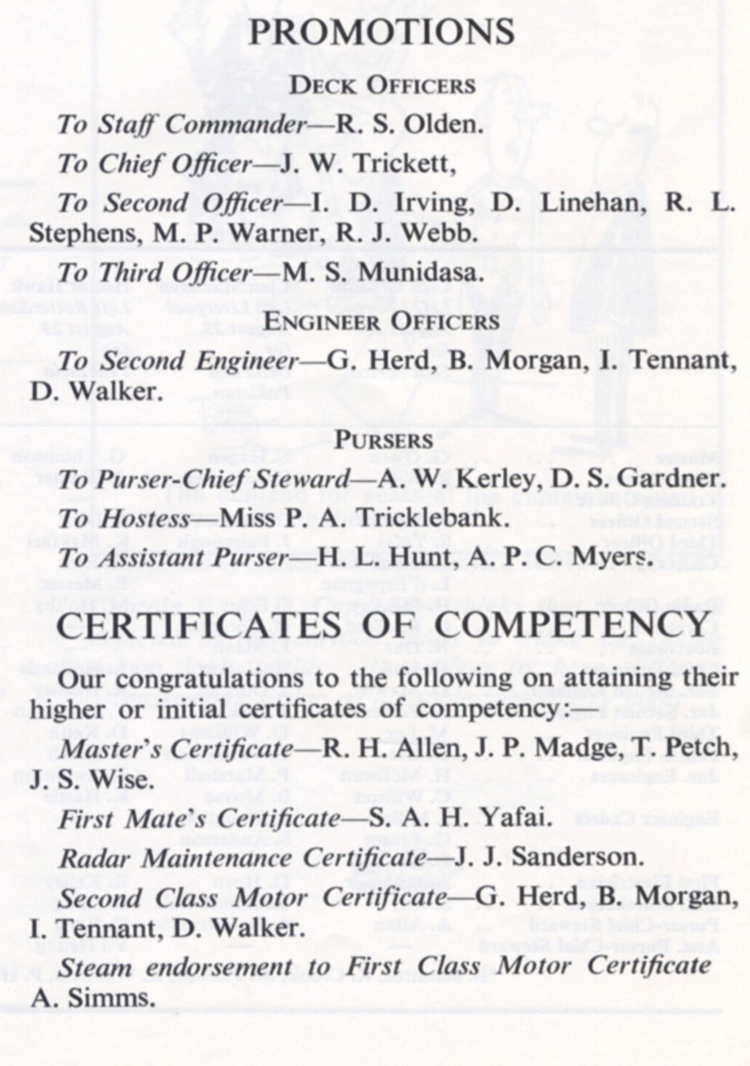 PROMOTIONS
DECK OFFICERS
To Staff Commander—R. S. Olden.
To Chief Officer—J. W. Trickett,
To Second Officer—I. D. Irving, D. Linehan, R. L.
Stephens, M. P. Warner, R. J. Webb.
To Third Officer—M. S. Munidasa.
ENGINEER OFFICERS
To Second Engineer—G. Herd, B. Morgan, I. Tennant,
D. Walker.
PURSERS
To Purser-Chief Steward—A. W. Kerley, D. S. Gardner.
To Hostess—Miss P. A. Tricklebank.
To Assistant Purser—H. L. Hunt, A. P. C. Myers.
CERTIFICATES OF COMPETENCY
Our congratulations to the following on attaining their
higher or initial certificates of competency:—
Master's Certificate—R. H. Allen, J. P. Madge, T. Petch,
J. S. Wise.
First Mate's Certificate—S. A. H. Yafai.
Radar Maintenance Certificate—J. J. Sanderson.
Second Class Motor Certificate—G. Herd, B. Morgan,
I. Tennant, D. Walker.
Steam endorsement to First Class Motor Certificate
A. Simms.